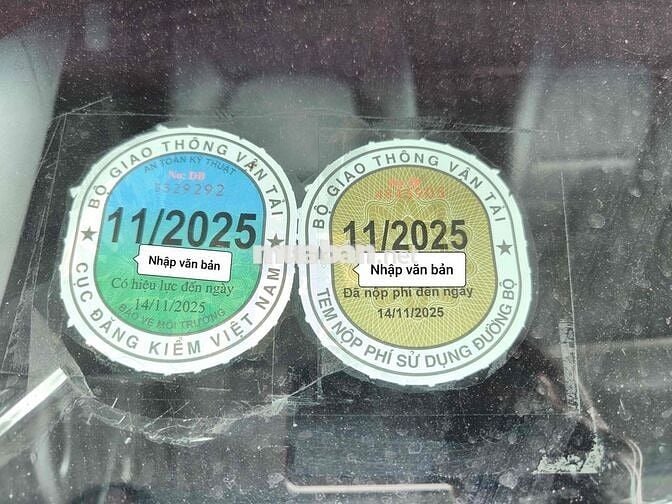 BỘ GIAO THÔNG VẬN TẢI
AN TOÀN KỸ THUẬT
No: DB
5329292
11/2025
Nhập văn bản
Có hiệu lực đến ngày
14/11/2025
BẢO VỆ MÔI TRƯỜNG
CỤC ĐĂNG KIỂM VIỆT NAM
BỘ GIAO THÔNG VẬN TẢI
11/2025
Nhập văn bản
Đã nộp phí đến ngày
14/11/2025
TEM NỘP PHÍ SỬ DỤNG ĐƯỜNG BỘ
muaban.net